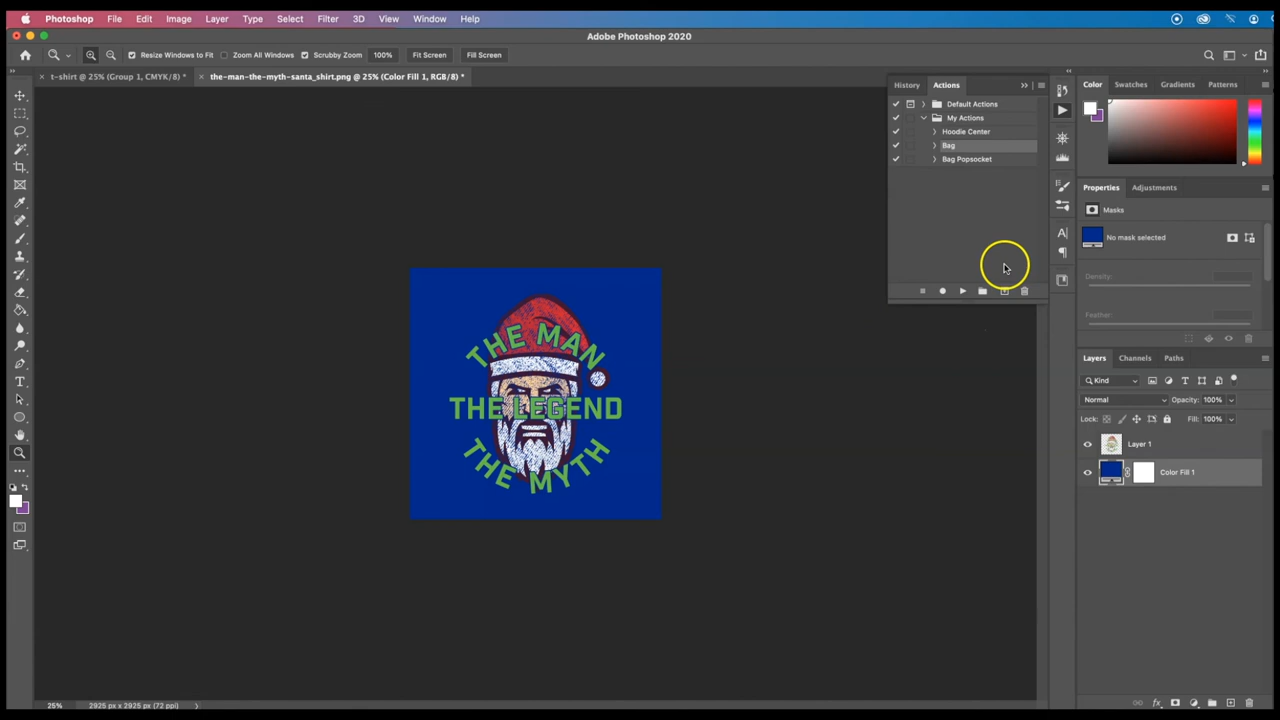 Photoshop File Edit Image Layer Type Select Filter 3D View Window Help
Adobe Photoshop 2020
Resize Windows to Fit Zoom All Windows Scrubby Zoom 100% Fit Screen Fill Screen
t-shirt @ 25% (Group 1, CMYK/8) * the-man-the-myth-santa_shirt.png @ 25% (Color Fill 1, RGB/8) *
History Actions
Default Actions
My Actions
Hoodie Center
Bag
Bag Popsocket
Color Swatches Gradients Patterns
Properties Adjustments
Masks
No mask selected
Density:
Feather:
Layers Channels Paths
Kind
Normal Opacity: 100%
Lock: Fill: 100%
Layer 1
Color Fill 1
THE MAN
THE LEGEND
THE MYTH
25% 2925 px x 2925 px (72 ppi)